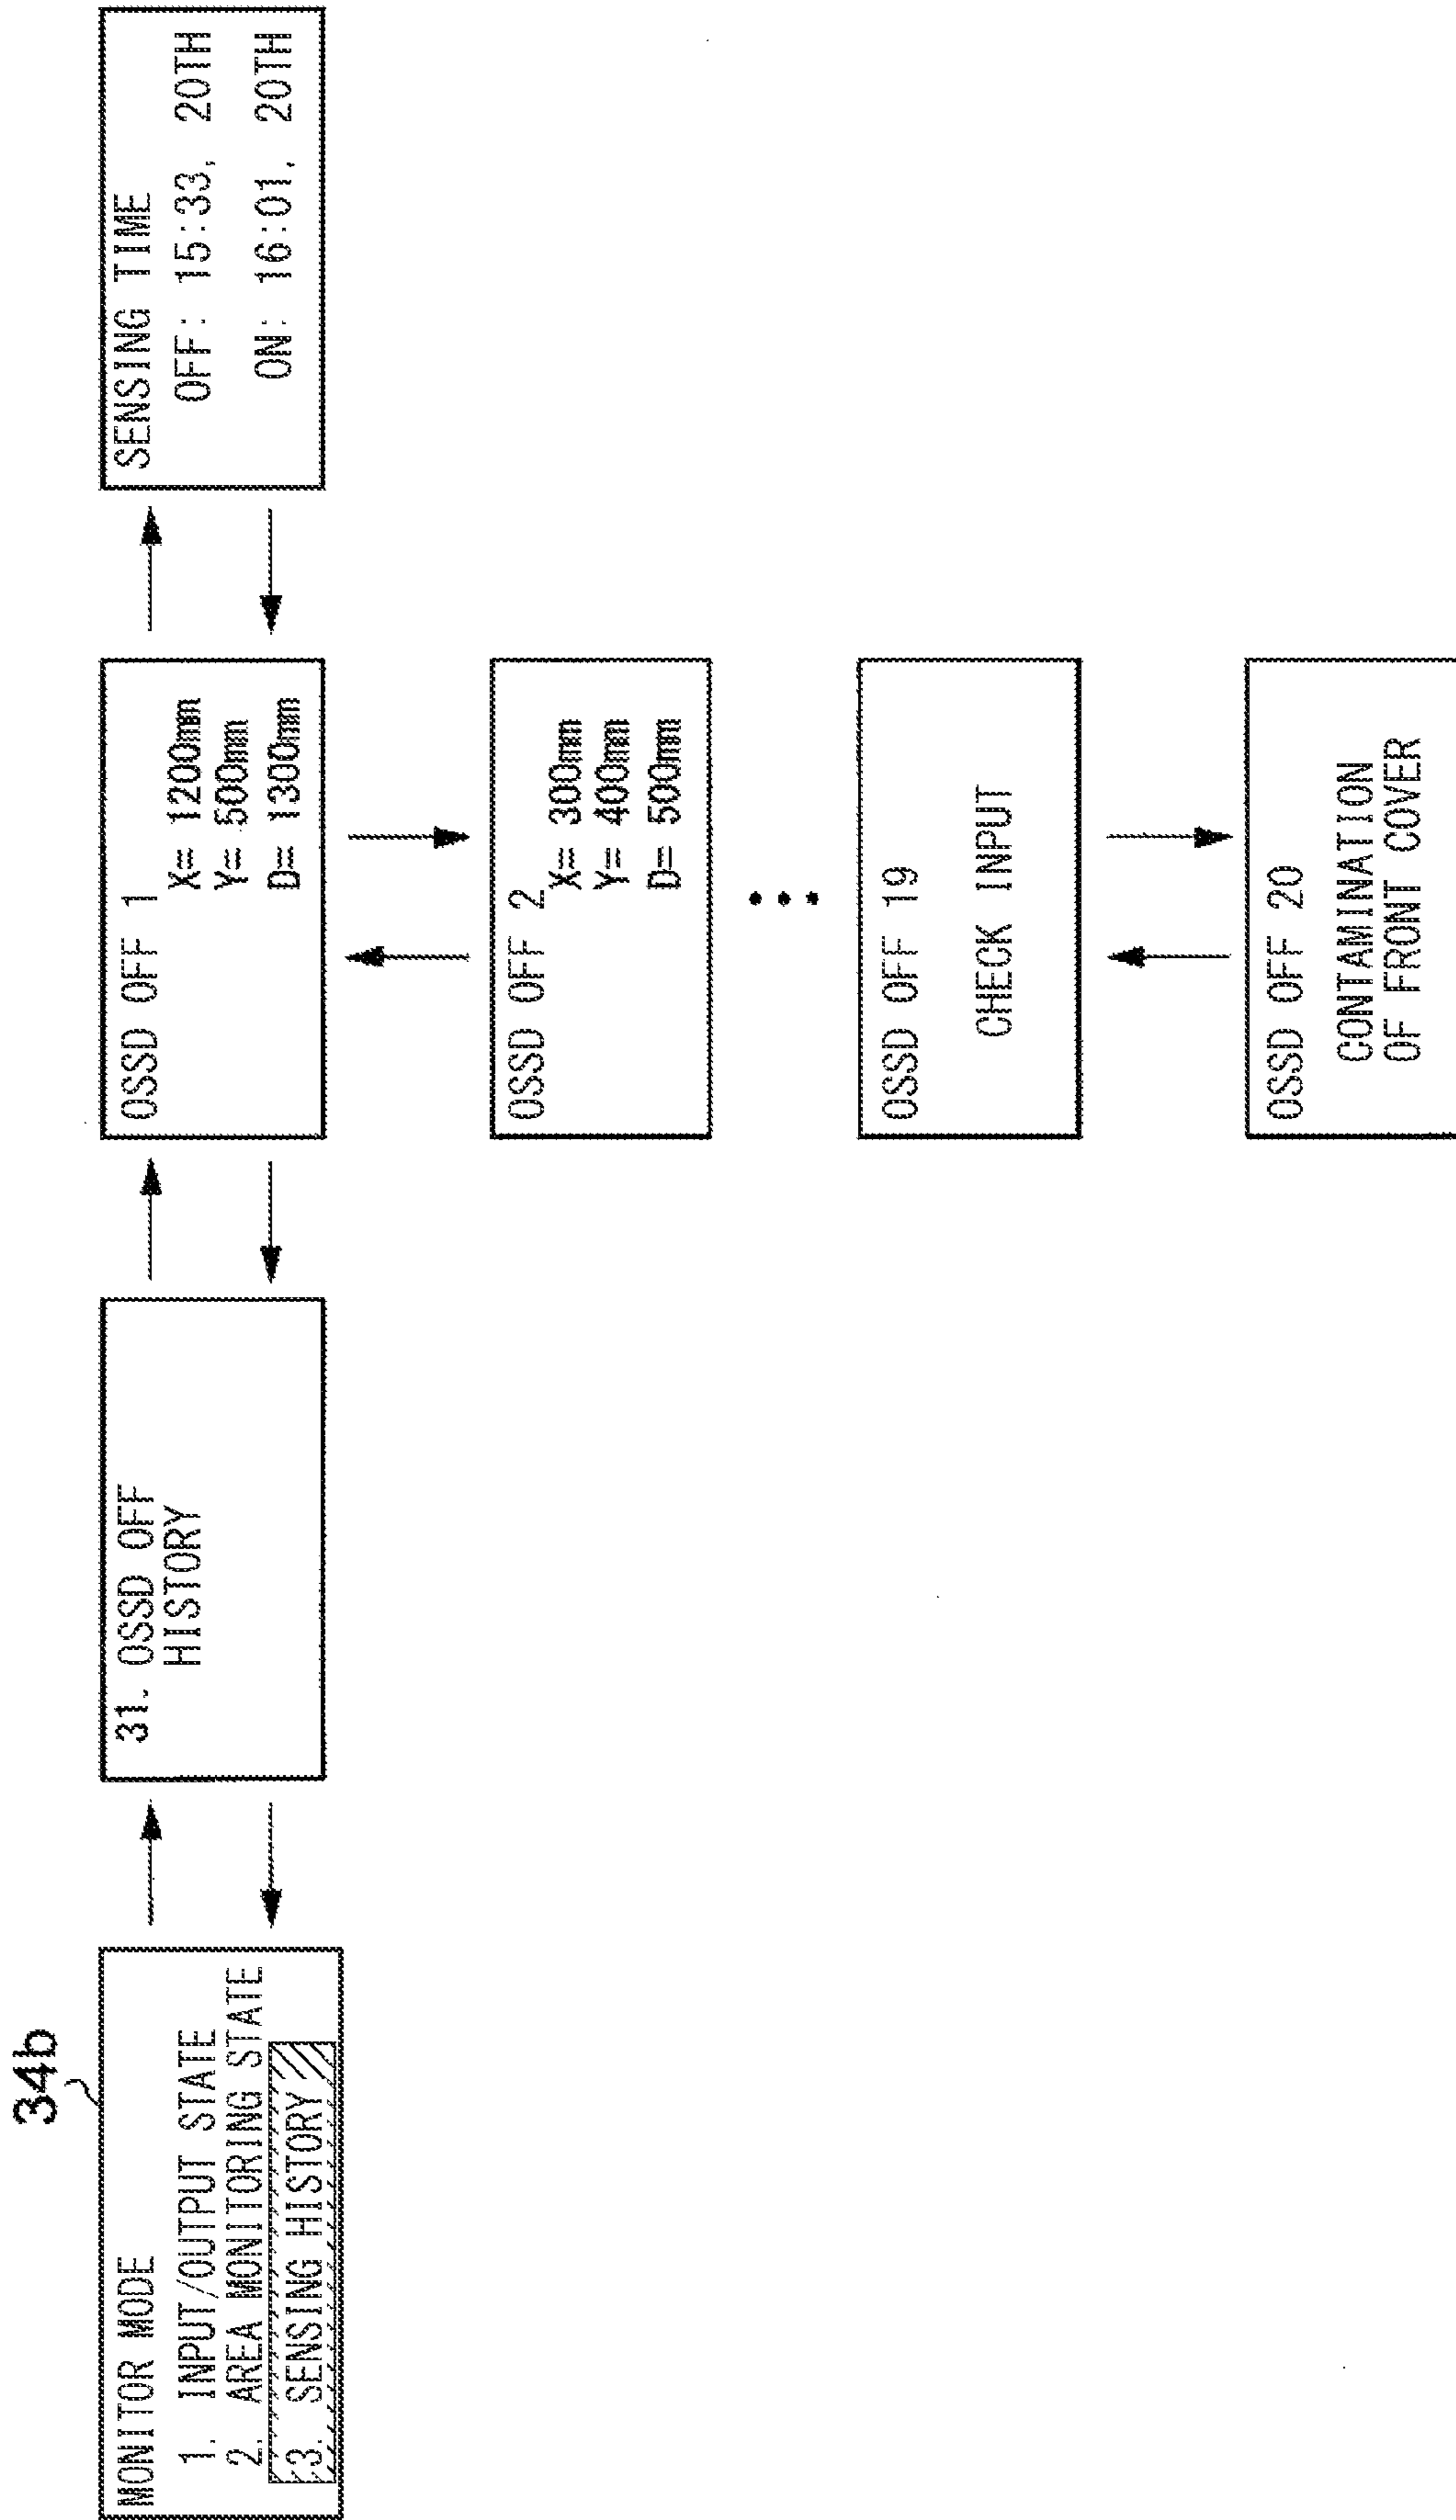 34b
MONITOR MODE
1. INPUT/OUTPUT STATE
2. AREA MONITORING STATE
3. SENSING HISTORY
31. OSSD OFF
HISTORY
OSSD OFF 1
X= 1200mm
Y= 500mm
D= 1300mm
SENSING TIME
OFF: 15:33, 20TH
ON: 16:01, 20TH
OSSD OFF 2
X= 300mm
Y= 400mm
D= 500mm
OSSD OFF 19
CHECK INPUT
OSSD OFF 20
CONTAMINATION
OF FRONT COVER